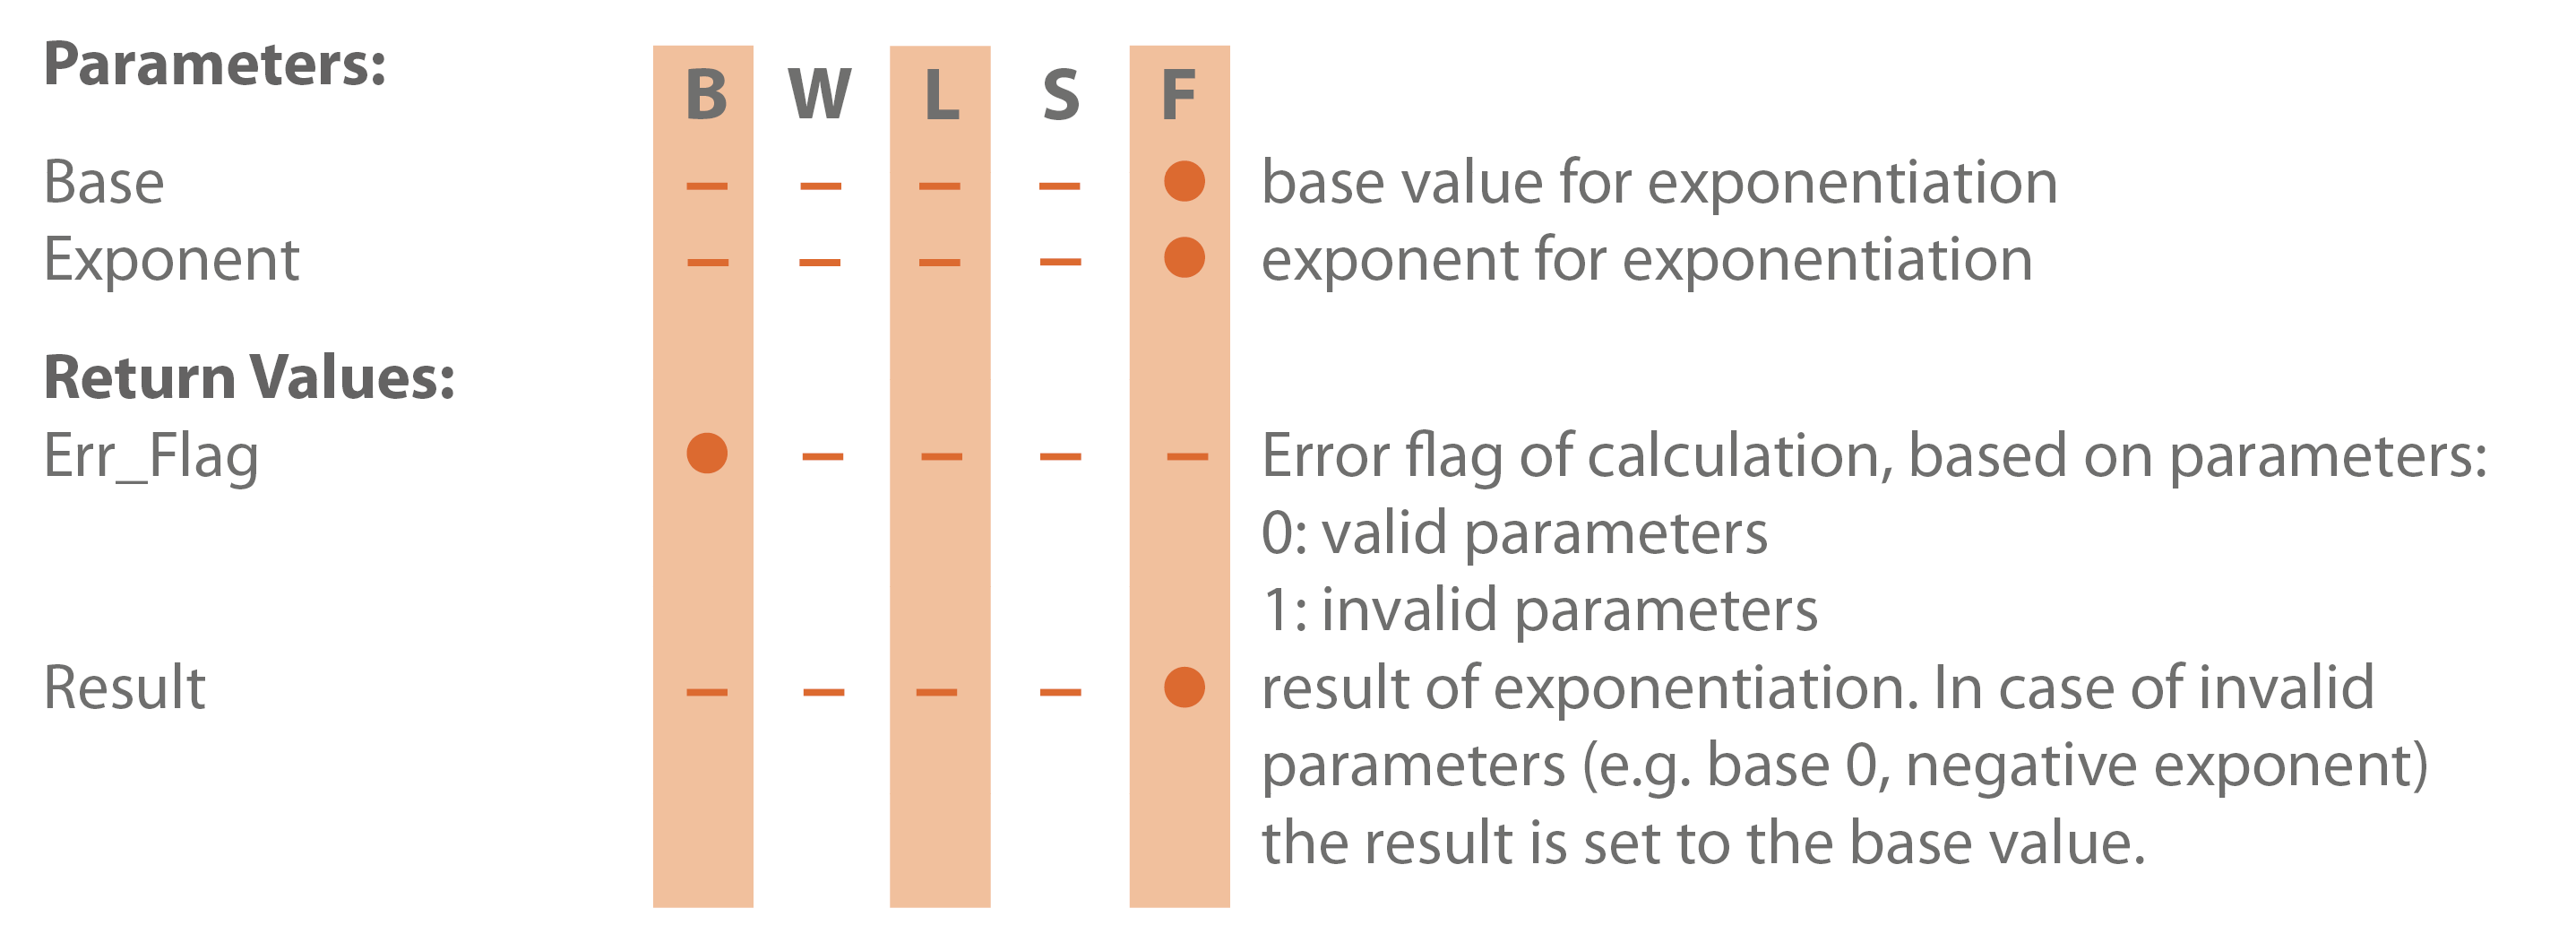 Parameters:
B W L S F
Base – – – – ● base value for exponentiation
Exponent – – – – ● exponent for exponentiation
Return Values:
Err_Flag ● – – – – Error flag of calculation, based on parameters:
0: valid parameters
1: invalid parameters
Result – – – – ● result of exponentiation. In case of invalid
parameters (e.g. base 0, negative exponent)
the result is set to the base value.